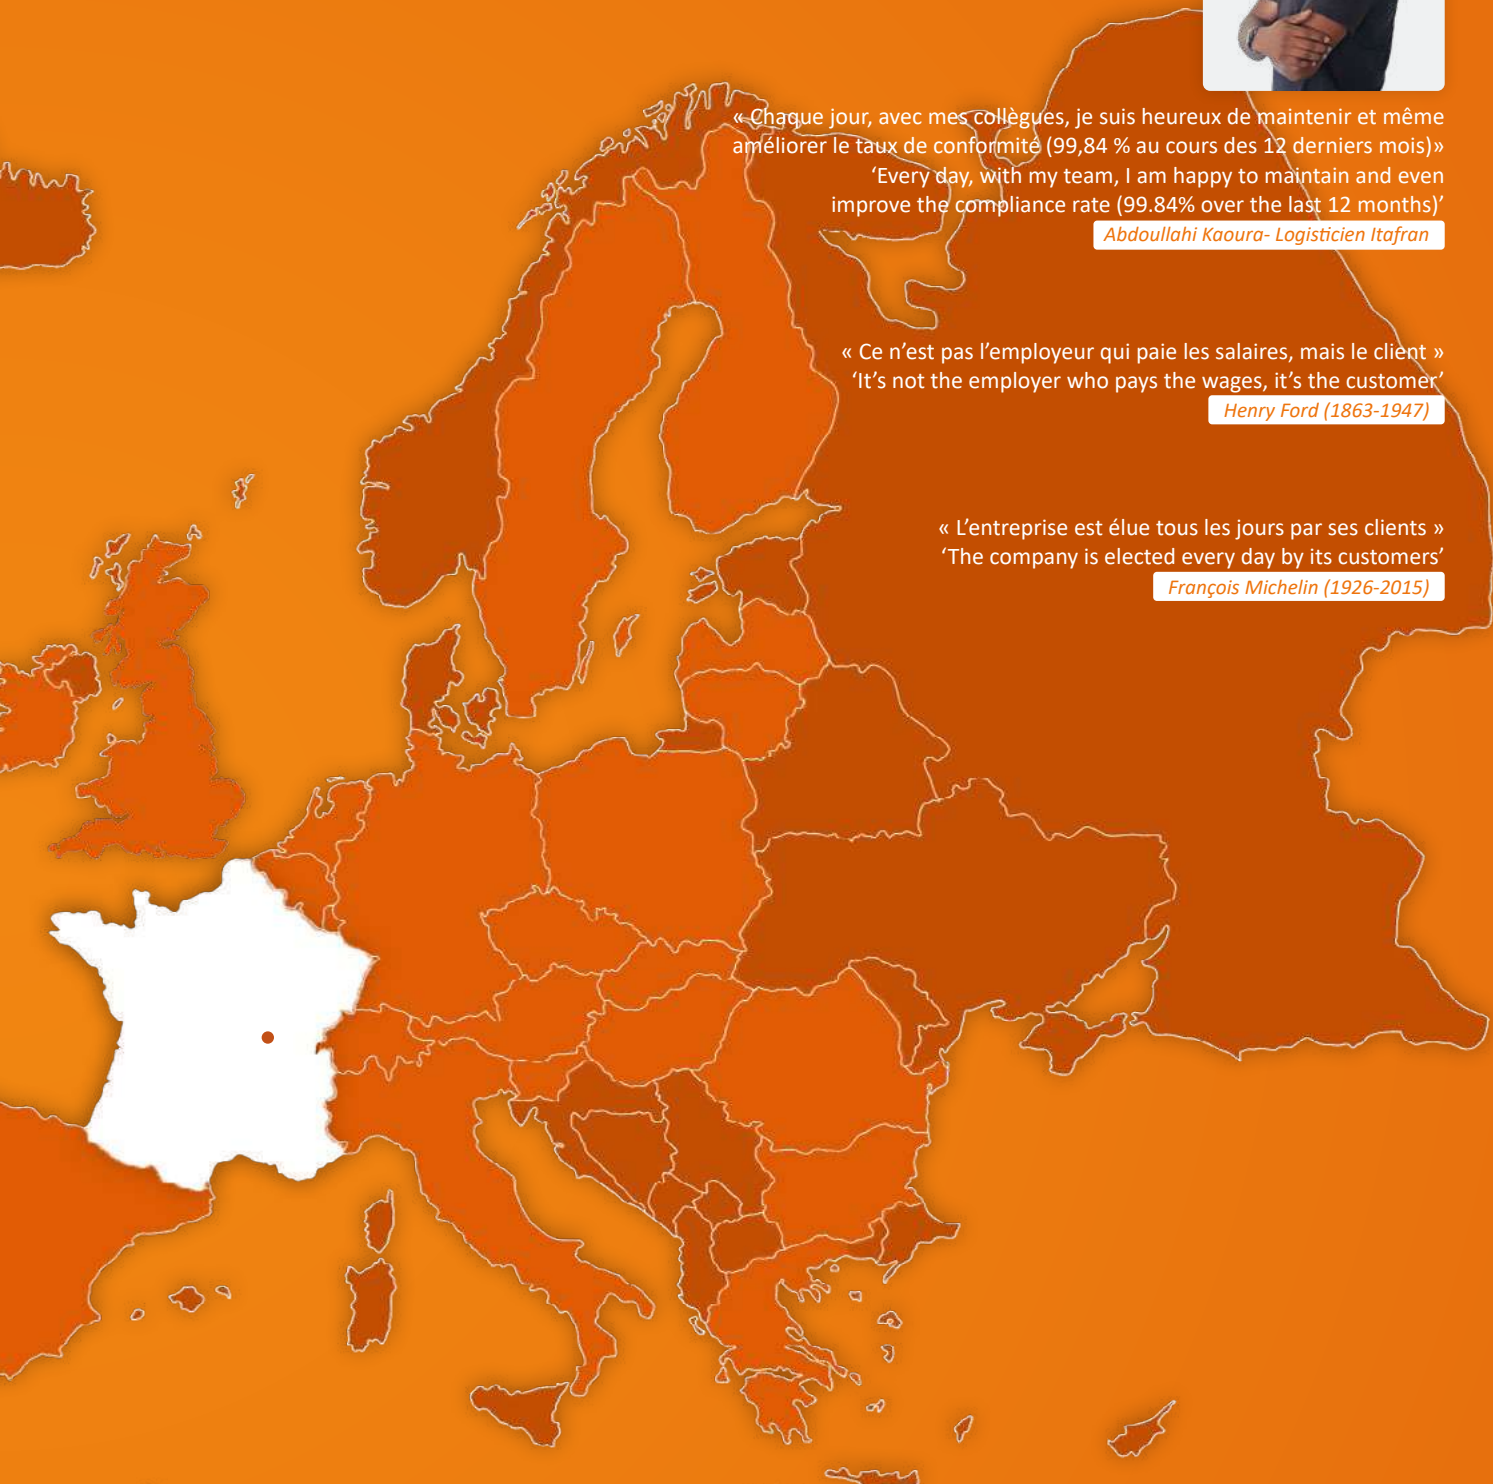 « Chaque jour, avec mes collègues, je suis heureux de maintenir et même
améliorer le taux de conformité (99,84 % au cours des 12 derniers mois)»
‘Every day, with my team, I am happy to maintain and even
improve the compliance rate (99.84% over the last 12 months)’
Abdoullahi Kaoura- Logisticien Itafran
« Ce n’est pas l’employeur qui paie les salaires, mais le client »
‘It’s not the employer who pays the wages, it’s the customer’
Henry Ford (1863-1947)
« L’entreprise est élue tous les jours par ses clients »
‘The company is elected every day by its customers’
François Michelin (1926-2015)